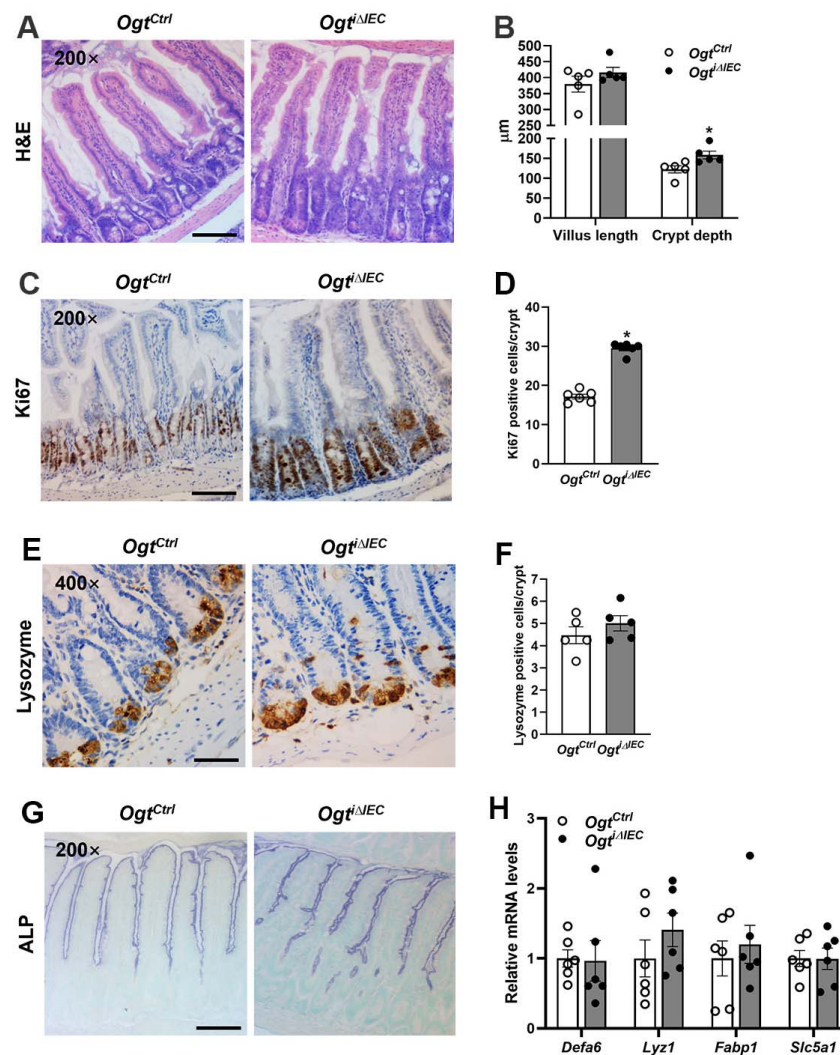 A
Ogt^Ctrl
Ogt^iΔIEC
200×
H&E
B
Ogt^Ctrl
Ogt^iΔIEC
μm
450
400
350
300
250
250
200
150
100
50
0
*
Villus length
Crypt depth
C
Ogt^Ctrl
Ogt^iΔIEC
200×
Ki67
D
Ki67 positive cells/crypt
40
30
20
10
0
*
Ogt^Ctrl Ogt^iΔIEC
E
Ogt^Ctrl
Ogt^iΔIEC
400×
Lysozyme
F
Lysozyme positive cells/crypt
7
6
5
4
3
2
1
0
Ogt^Ctrl Ogt^iΔIEC
G
Ogt^Ctrl
Ogt^iΔIEC
200×
ALP
H
Ogt^Ctrl
Ogt^iΔIEC
Relative mRNA levels
3
2
1
0
Defa6 Lyz1 Fabp1 Slc5a1